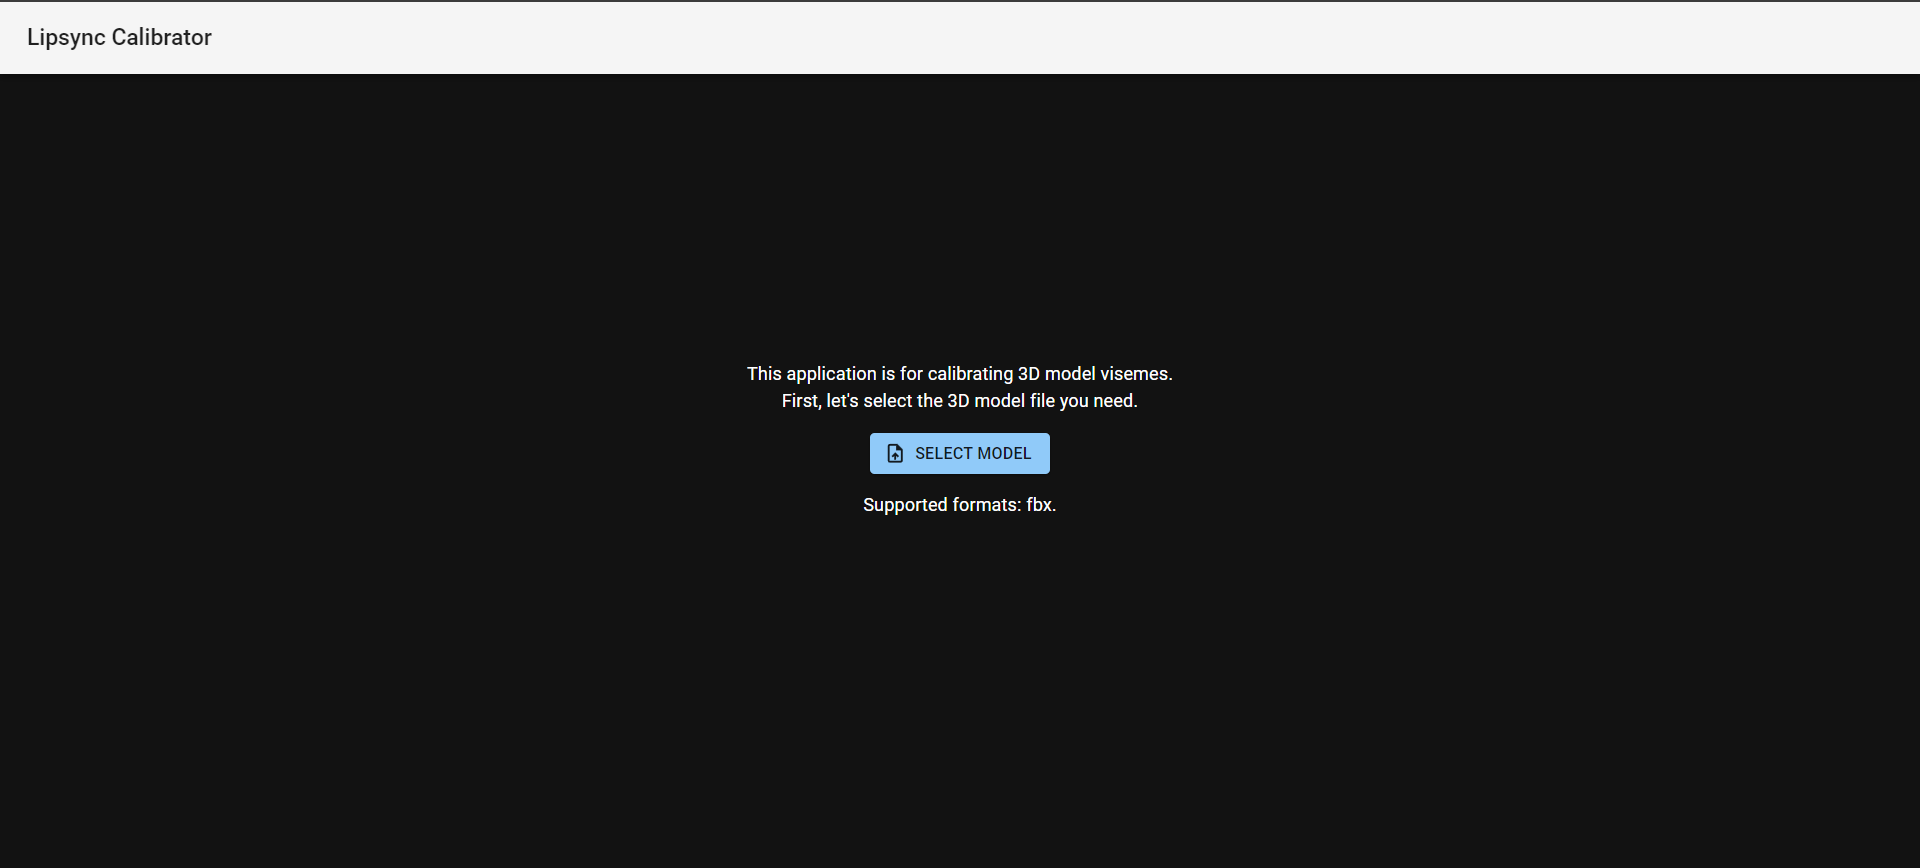 Lipsync Calibrator
This application is for calibrating 3D model visemes.
First, let's select the 3D model file you need.
SELECT MODEL
Supported formats: fbx.